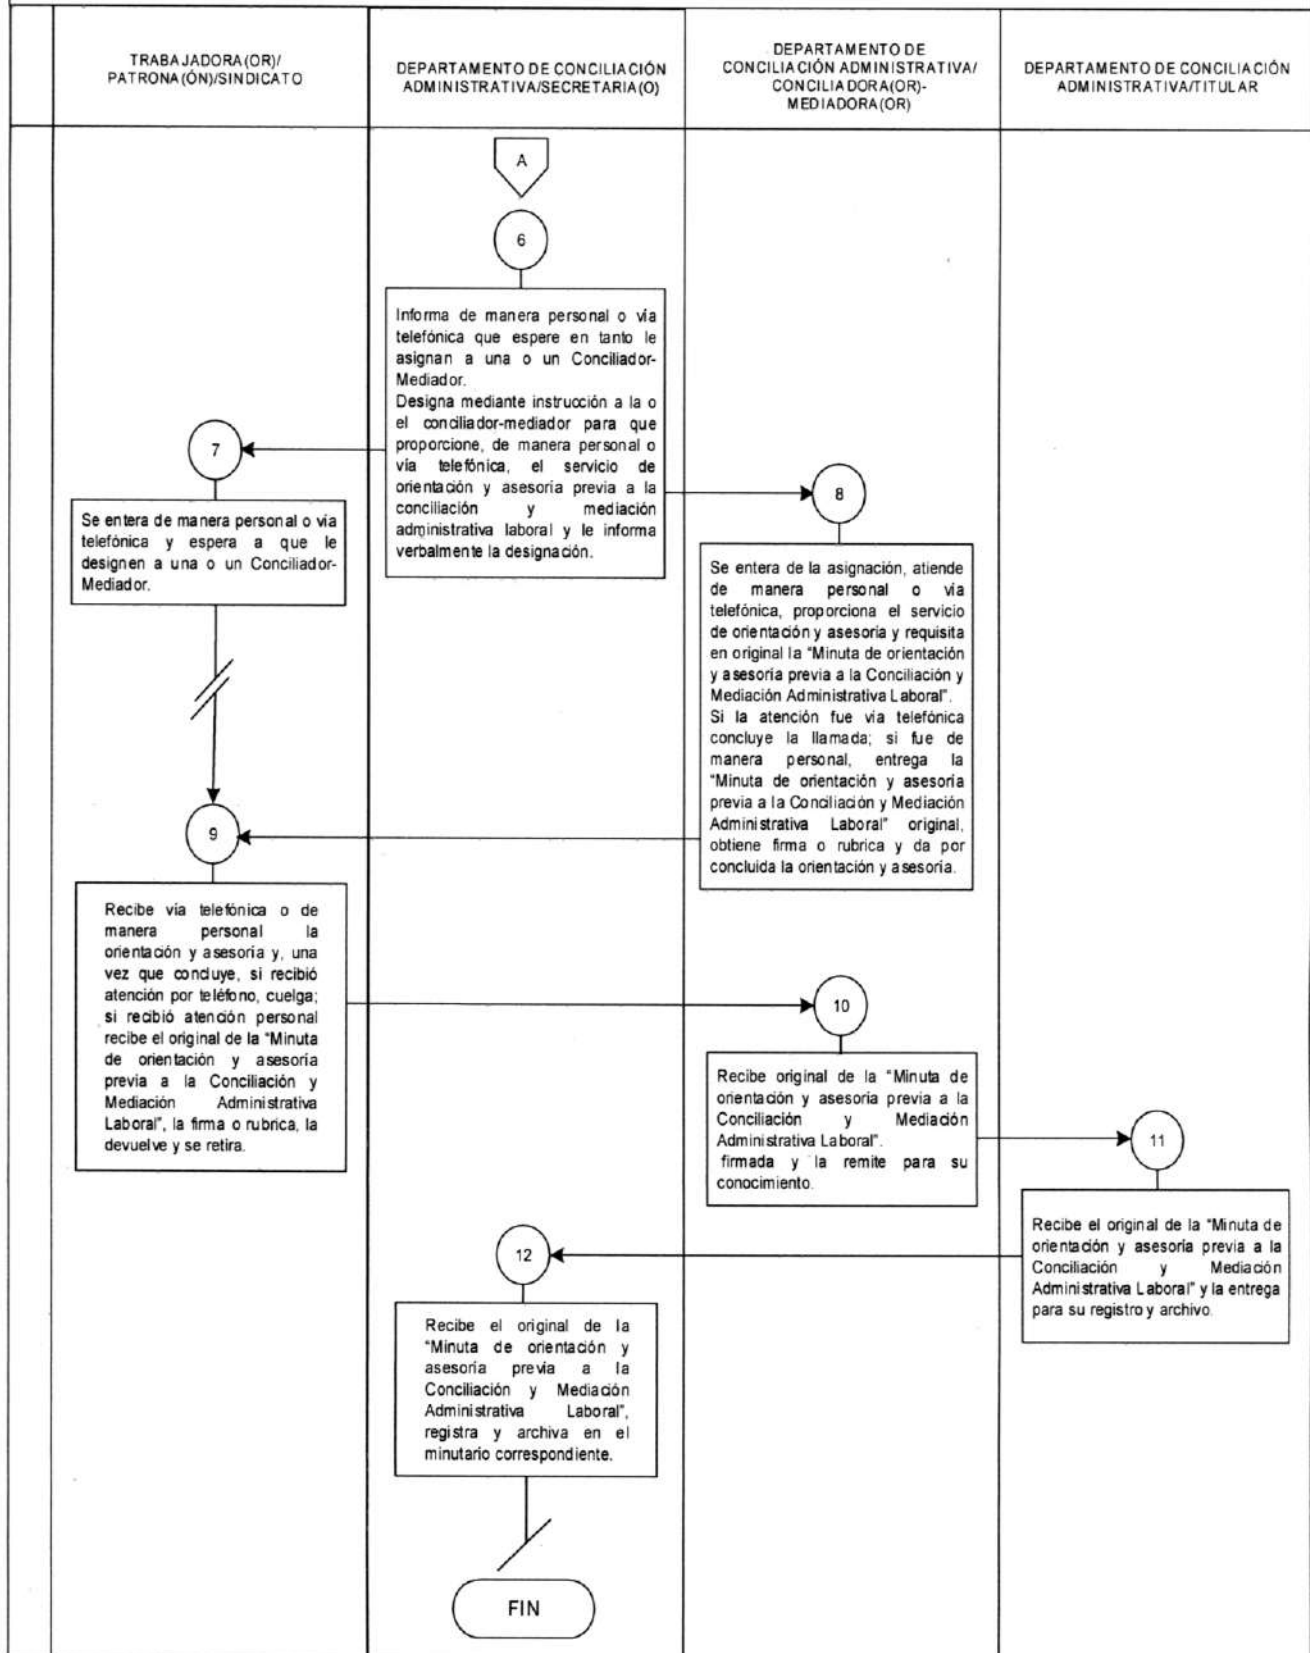 TRABAJADORA(OR)/
PATRONA(ÓN)/SINDICATO
DEPARTAMENTO DE CONCILIACIÓN
ADMINISTRATIVA/SECRETARIA(O)
DEPARTAMENTO DE
CONCILIACIÓN ADMINISTRATIVA/
CONCILIADORA(OR)-
MEDIADORA(OR)
DEPARTAMENTO DE CONCILIACIÓN
ADMINISTRATIVA/TITULAR
A
6
Informa de manera personal o vía
telefónica que espere en tanto le
asignan a una o un Conciliador-
Mediador.
Designa mediante instrucción a la o
el conciliador-mediador para que
proporcione, de manera personal o
vía telefónica, el servicio de
orientación y asesoría previa a la
conciliación y mediación
administrativa laboral y le informa
verbalmente la designación.
7
Se entera de manera personal o vía
telefónica y espera a que le
designen a una o un Conciliador-
Mediador.
8
Se entera de la asignación, atiende
de manera personal o vía
telefónica, proporciona el servicio
de orientación y asesoría y requisita
en original la "Minuta de orientación
y asesoría previa a la Conciliación y
Mediación Administrativa Laboral".
Si la atención fue vía telefónica
concluye la llamada; si fue de
manera personal, entrega la
"Minuta de orientación y asesoría
previa a la Conciliación y Mediación
Administrativa Laboral" original,
obtiene firma o rubrica y da por
concluida la orientación y asesoría.
9
Recibe vía telefónica o de
manera personal la
orientación y asesoría y, una
vez que concluye, si recibió
atención por teléfono, cuelga;
si recibió atención personal
recibe el original de la "Minuta
de orientación y asesoría
previa a la Conciliación y
Mediación Administrativa
Laboral", la firma o rubrica, la
devuelve y se retira.
10
Recibe original de la "Minuta de
orientación y asesoría previa a la
Conciliación y Mediación
Administrativa Laboral".
firmada y la remite para su
conocimiento.
11
Recibe el original de la "Minuta de
orientación y asesoría previa a la
Conciliación y Mediación
Administrativa Laboral" y la entrega
para su registro y archivo.
12
Recibe el original de la
"Minuta de orientación y
asesoría previa a la
Conciliación y Mediación
Administrativa Laboral",
registra y archiva en el
minutario correspondiente.
FIN